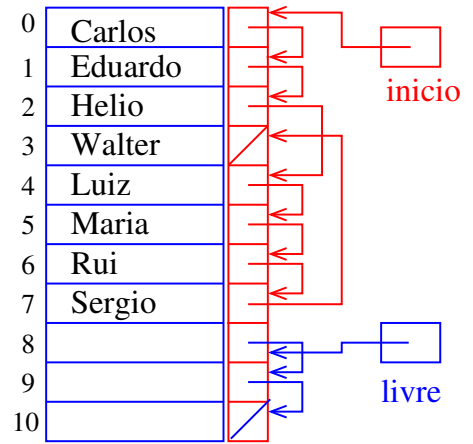 0 Carlos
1 Eduardo
inicio
2 Helio
3 Walter
4 Luiz
5 Maria
6 Rui
7 Sergio
8
9
livre
10